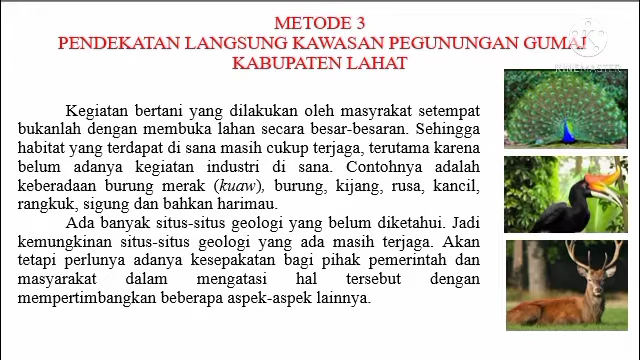 METODE 3
PENDEKATAN LANGSUNG KAWASAN PEGUNUNGAN GUMAI
KABUPATEN LAHAT
KINEMASTER
Kegiatan bertani yang dilakukan oleh masyrakat setempat
bukanlah dengan membuka lahan secara besar-besaran. Sehingga
habitat yang terdapat di sana masih cukup terjaga, terutama karena
belum adanya kegiatan industri di sana. Contohnya adalah
keberadaan burung merak (kuaw), burung, kijang, rusa, kancil,
rangkuk, sigung dan bahkan harimau.
Ada banyak situs-situs geologi yang belum diketahui. Jadi
kemungkinan situs-situs geologi yang ada masih terjaga. Akan
tetapi perlunya adanya kesepakatan bagi pihak pemerintah dan
masyarakat dalam mengatasi hal tersebut dengan
mempertimbangkan beberapa aspek-aspek lainnya.